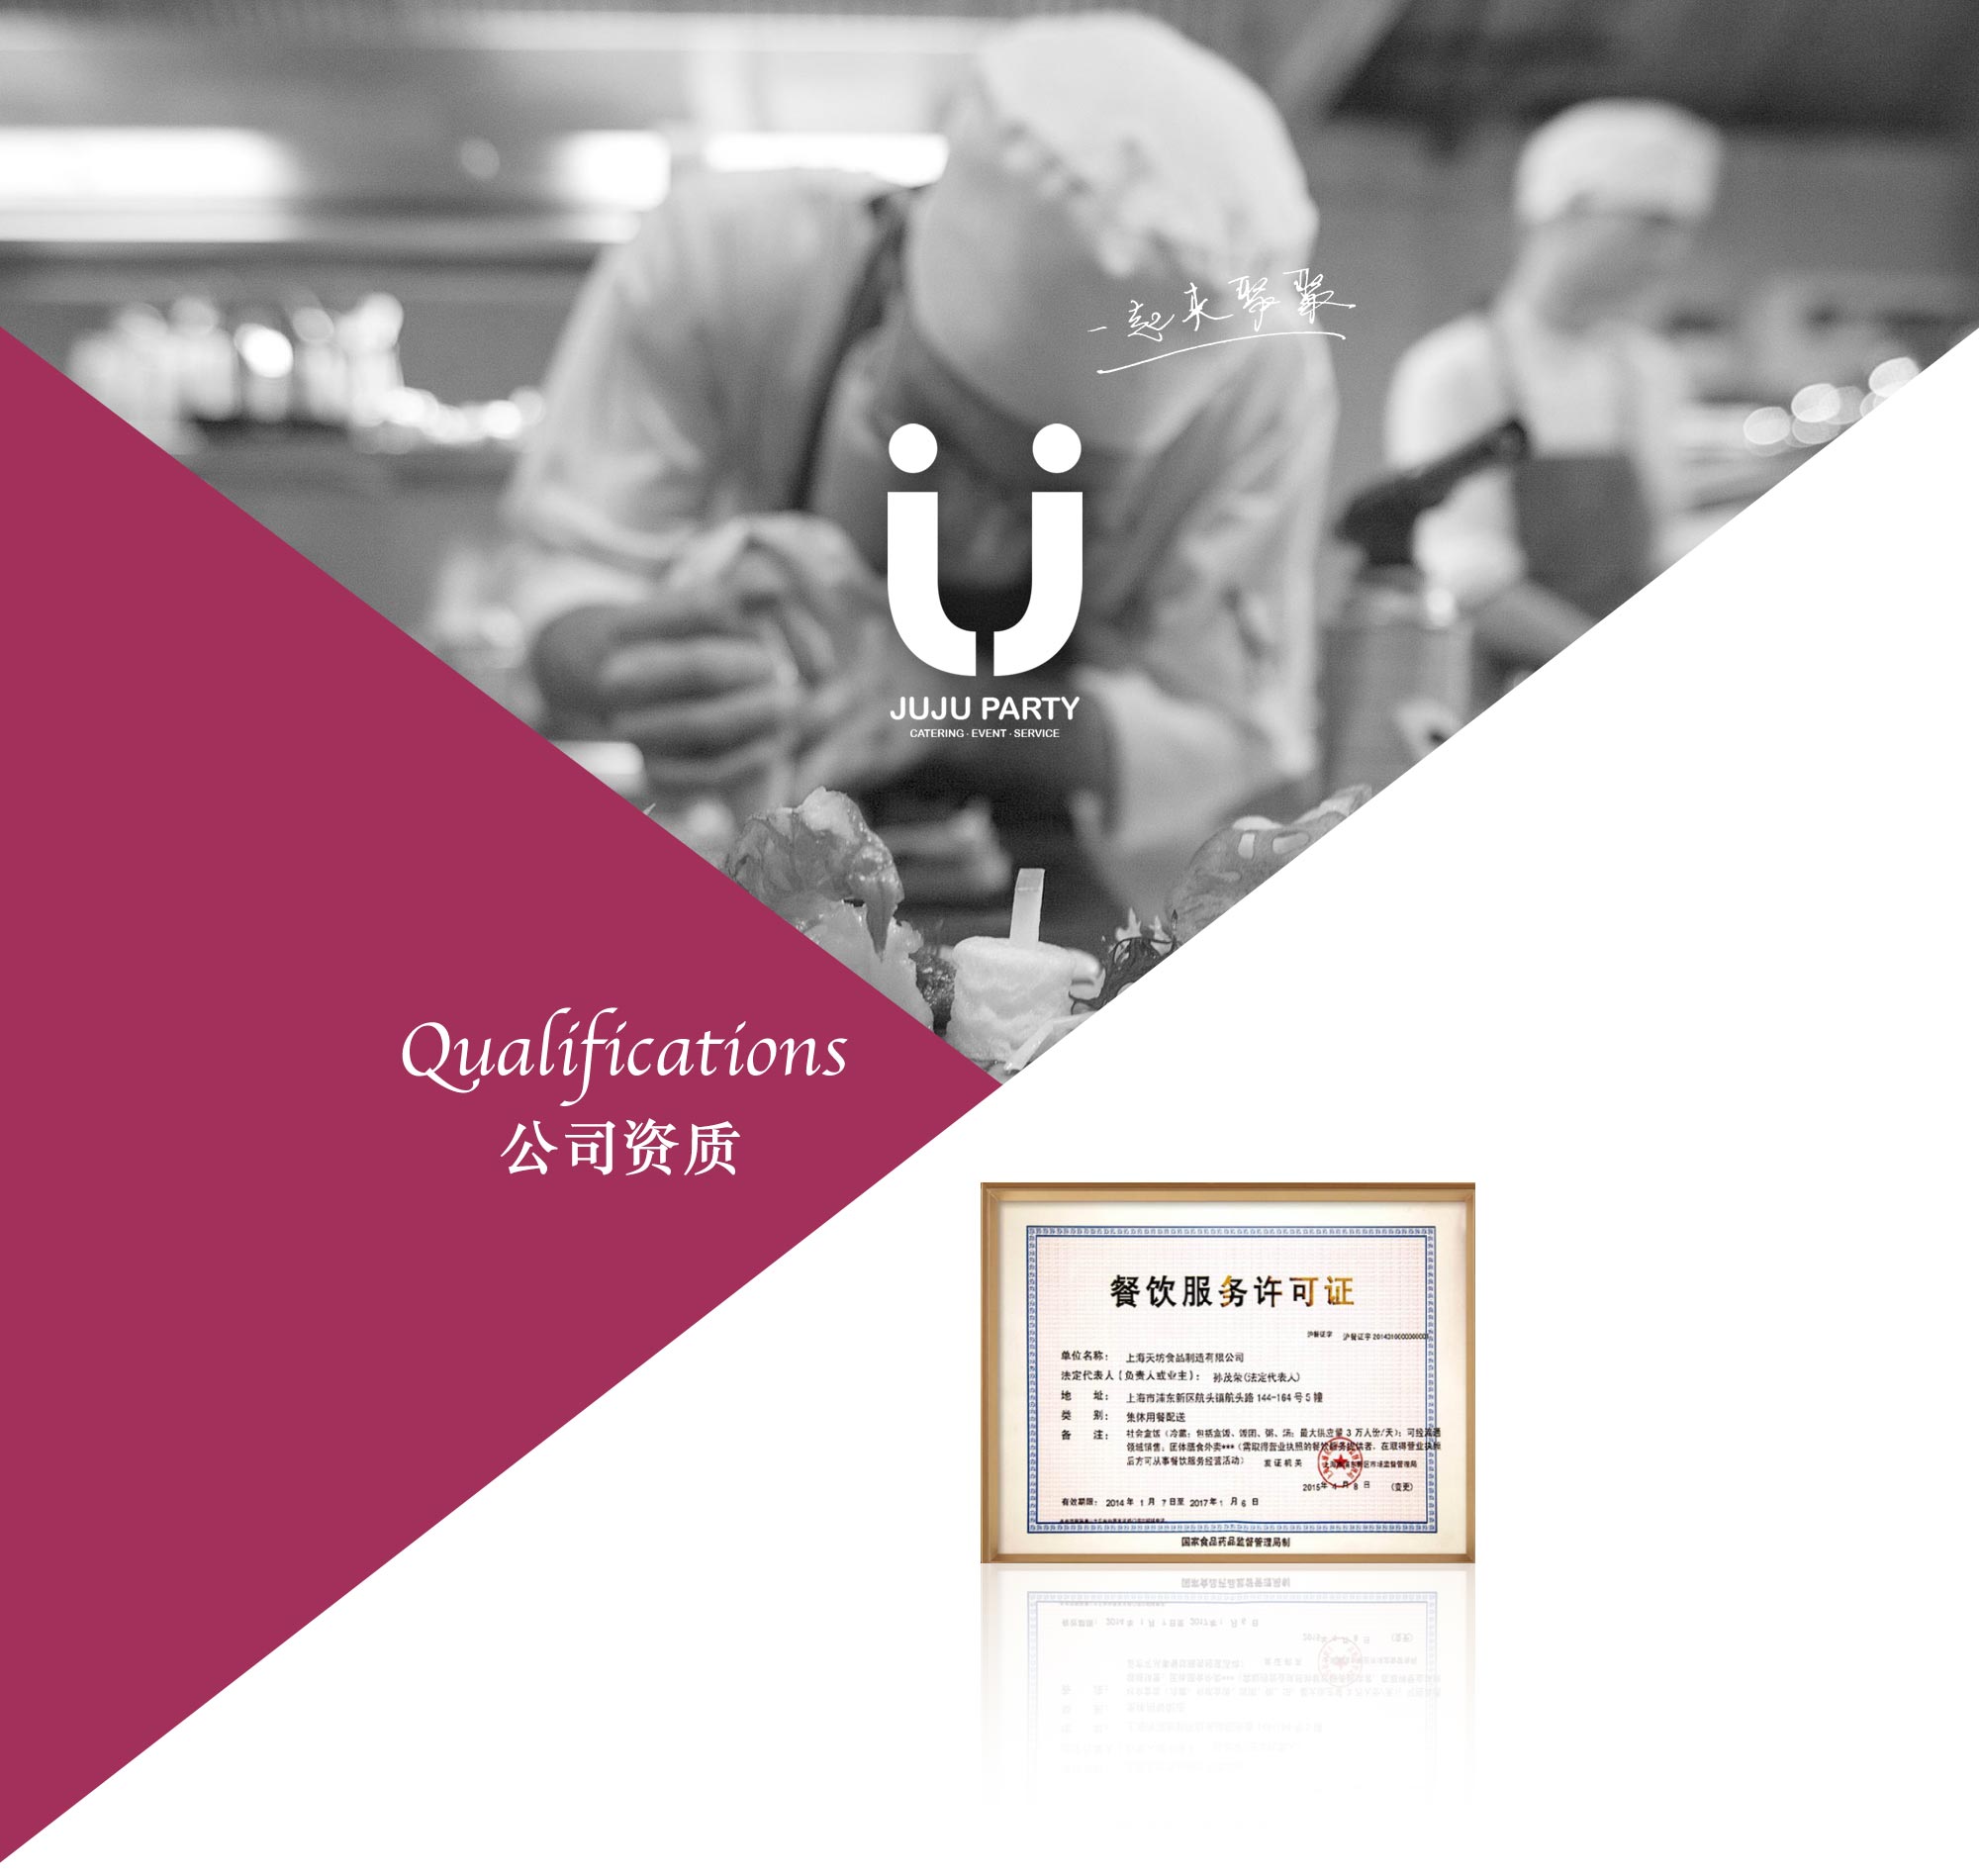 一起来聚聚
JUJU PARTY
CATERING · EVENT · SERVICE
Qualifications
公司资质
餐饮服务许可证
沪餐证字 沪餐证字
单位名称： 上海天坊食品制造有限公司
法定代表人（负责人或业主）： 孙茂荣(法定代表人)
地 址： 上海市浦东新区航头镇航头路 144-164 号 5 幢
类 别： 集体用餐配送
备 注： 社会盒饭（冷藏：包括盒饭、饭团、粥、汤；最大供应量 3 万人份/天）；可经流通
领域销售；团体膳食外卖***（需取得营业执照的餐饮服务提供者，在取得营业执照
后方可从事餐饮服务经营活动）
发证机关 上海市浦东新区市场监督管理局
2015年 4 月 8 日 (变更)
有效期限： 2014 年 1 月 7 日至 2017 年 1 月 6 日
国家食品药品监督管理局制